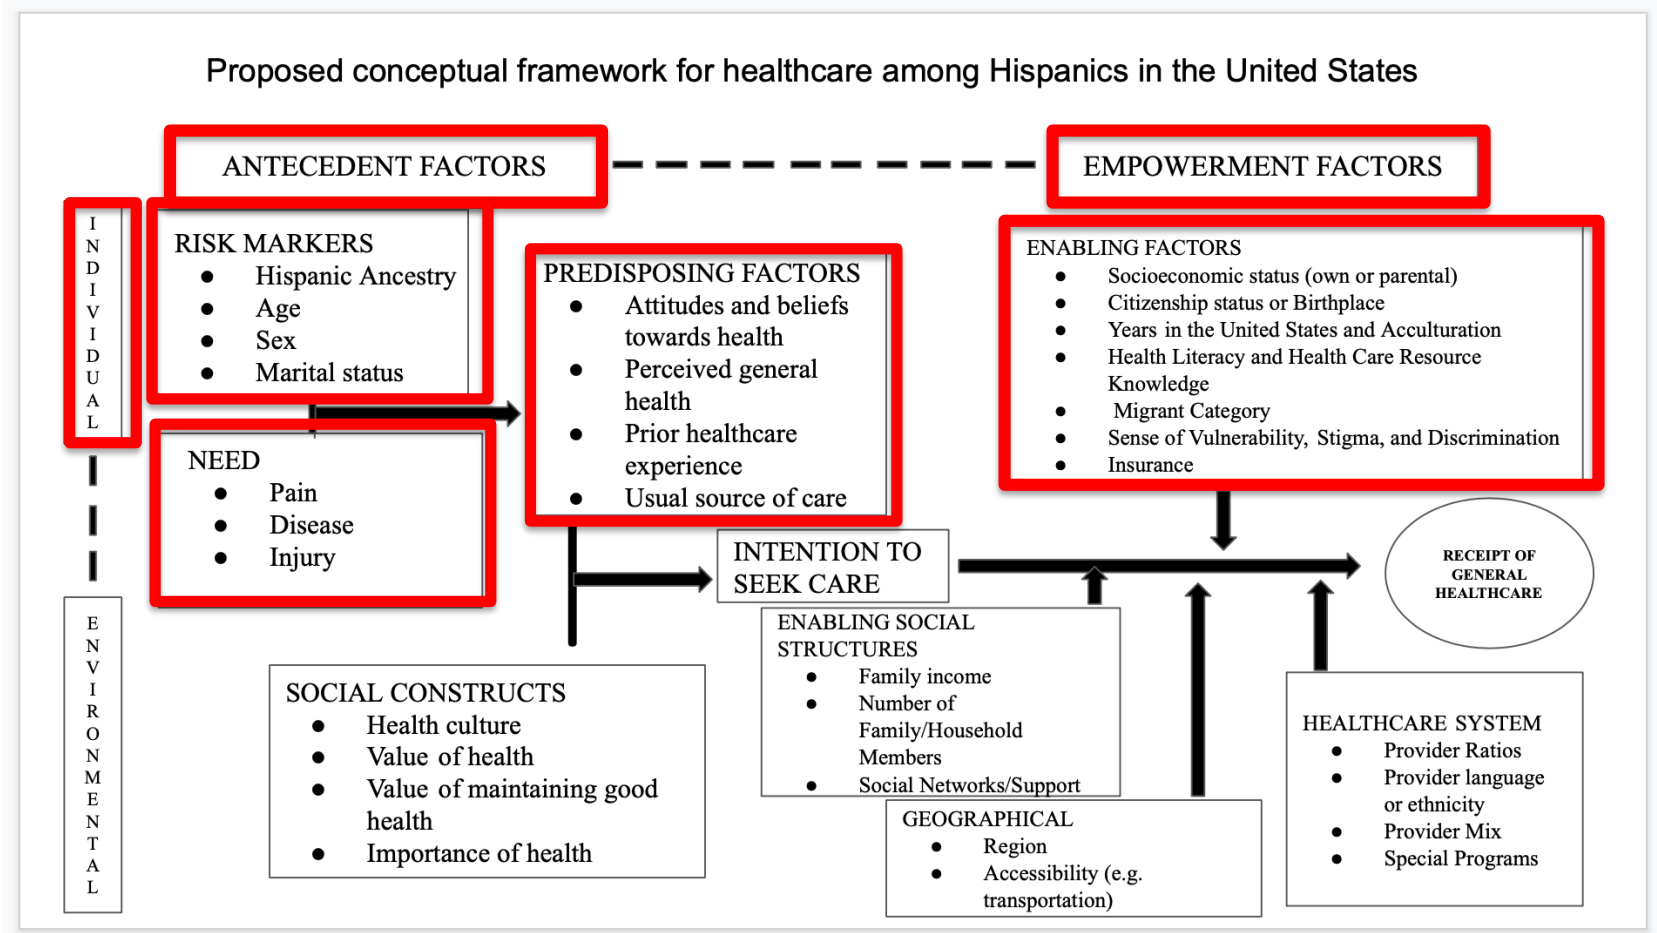 Proposed conceptual framework for healthcare among Hispanics in the United States
ANTECEDENT FACTORS
EMPOWERMENT FACTORS
INDIVIDUAL
RISK MARKERS
● Hispanic Ancestry
● Age
● Sex
● Marital status
NEED
● Pain
● Disease
● Injury
PREDISPOSING FACTORS
● Attitudes and beliefs
towards health
● Perceived general
health
● Prior healthcare
experience
● Usual source of care
ENABLING FACTORS
● Socioeconomic status (own or parental)
● Citizenship status or Birthplace
● Years in the United States and Acculturation
● Health Literacy and Health Care Resource
Knowledge
● Migrant Category
● Sense of Vulnerability, Stigma, and Discrimination
● Insurance
INTENTION TO
SEEK CARE
RECEIPT OF
GENERAL
HEALTHCARE
ENVIRONMENTAL
SOCIAL CONSTRUCTS
● Health culture
● Value of health
● Value of maintaining good
health
● Importance of health
ENABLING SOCIAL
STRUCTURES
● Family income
● Number of
Family/Household
Members
● Social Networks/Support
GEOGRAPHICAL
● Region
● Accessibility (e.g.
transportation)
HEALTHCARE SYSTEM
● Provider Ratios
● Provider language
or ethnicity
● Provider Mix
● Special Programs